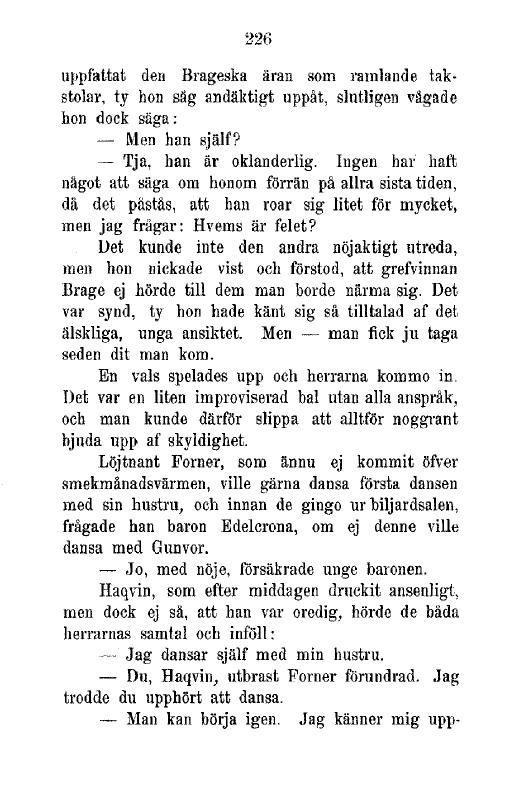 226
uppfattat den Brageska äran som ramlande tak-
stolar, ty hon såg andäktigt uppåt, slutligen vågade
hon dock säga:
— Men han själf?
— Tja, han är oklanderlig. Ingen har haft
något att säga om honom förrän på allra sista tiden,
då det påstås, att han roar sig litet för mycket,
men jag frågar: Hvems är felet?
Det kunde inte den andra nöjaktigt utreda,
men hon nickade vist och förstod, att grefvinnan
Brage ej hörde till dem man borde närma sig. Det
var synd, ty hon hade känt sig så tilltalad af det
älskliga, unga ansiktet. Men — man fick ju taga
seden dit man kom.
En vals spelades upp och herrarna kommo in.
Det var en liten improviserad bal utan alla anspråk,
och man kunde därför slippa att alltför noggrant
bjuda upp af skyldighet.
Löjtnant Forner, som ännu ej kommit öfver
smekmånadsvärmen, ville gärna dansa första dansen
med sin hustru, och innan de gingo ur biljardsalen,
frågade han baron Edelcrona, om ej denne ville
dansa med Gunvor.
— Jo, med nöje, försäkrade unge baronen.
Haqvin, som efter middagen druckit ansenligt,
men dock ej så, att han var oredig, hörde de båda
herrarnas samtal och inföll:
— Jag dansar själf med min hustru.
— Du, Haqvin, utbrast Forner förundrad. Jag
trodde du upphört att dansa.
— Man kan börja igen. Jag känner mig upp-